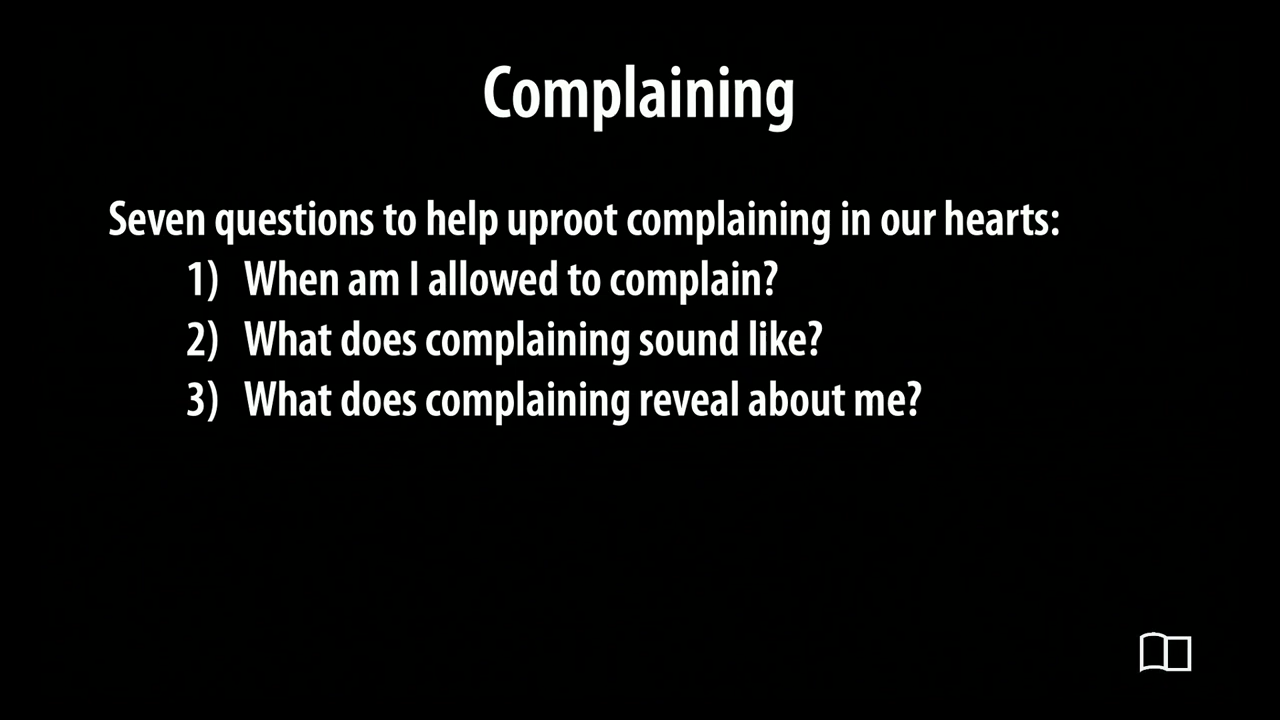 Complaining
Seven questions to help uproot complaining in our hearts:
1) When am I allowed to complain?
2) What does complaining sound like?
3) What does complaining reveal about me?